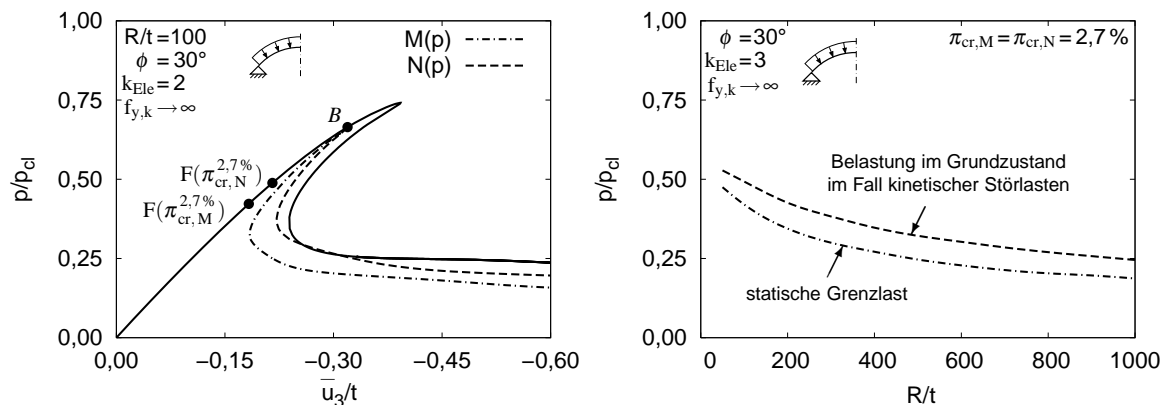 1,00
0,75
0,50
0,25
0,00
p/p_cl
R/t=100
ϕ = 30°
k_Ele = 2
f_y,k → ∞
M(p)
N(p)
B
F(π_cr,N^2,7%)
F(π_cr,M^2,7%)
0,00 −0,15 −0,30 −0,45 −0,60
u̅_3/t
1,00
0,75
0,50
0,25
0,00
p/p_cl
ϕ = 30°
k_Ele = 3
f_y,k → ∞
π_cr,M = π_cr,N = 2,7 %
Belastung im Grundzustand
im Fall kinetischer Störlasten
statische Grenzlast
0 200 400 600 800 1000
R/t